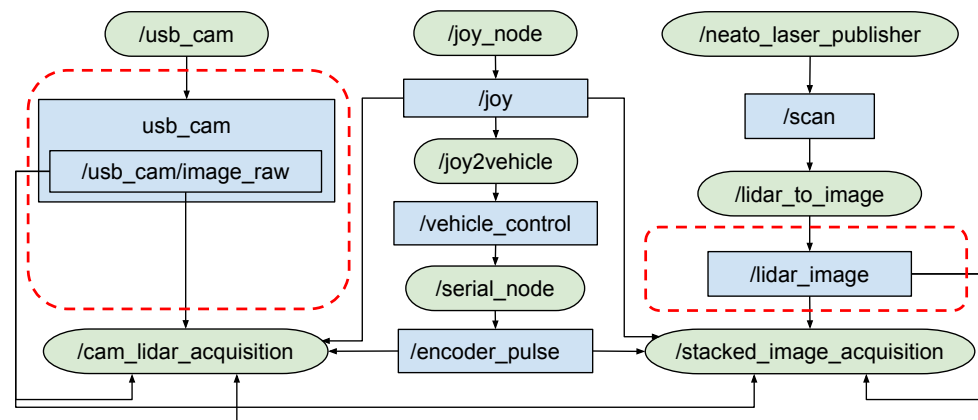 /usb_cam
/joy_node
/neato_laser_publisher
usb_cam
/usb_cam/image_raw
/joy
/scan
/joy2vehicle
/lidar_to_image
/vehicle_control
/lidar_image
/serial_node
/cam_lidar_acquisition
/encoder_pulse
/stacked_image_acquisition